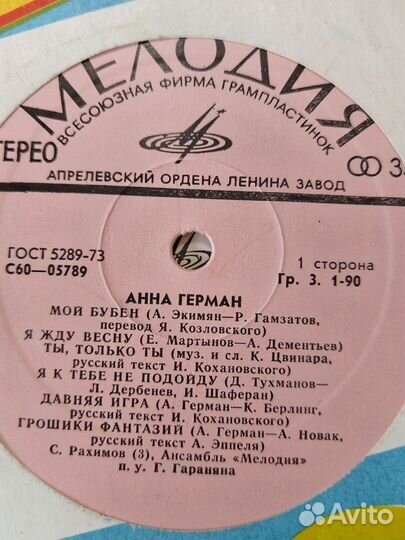 МЕЛОДИЯ
ВСЕСОЮЗНАЯ ФИРМА ГРАМПЛАСТИНОК
ТЕРЕО
33
АПРЕЛЕВСКИЙ ОРДЕНА ЛЕНИНА ЗАВОД
ГОСТ 5289-73
С60—05789
1 сторона
Гр. 3. 1-90
АННА ГЕРМАН
МОЙ БУБЕН (А. Экимян—Р. Гамзатов,
перевод Я. Козловского)
Я ЖДУ ВЕСНУ (Е. Мартынов—А. Дементьев)
ТЫ, ТОЛЬКО ТЫ (муз. и сл. К. Цвинара,
русский текст И. Кохановского)
Я К ТЕБЕ НЕ ПОДОЙДУ (Д. Тухманов—
Л. Дербенев, И. Шаферан)
ДАВНЯЯ ИГРА (А. Герман—К. Берлинг,
русский текст И. Кохановского)
ГРОШИКИ ФАНТАЗИЙ (А. Герман—А. Новак,
русский текст А. Эппеля)
С. Рахимов (3), Ансамбль «Мелодия»
п. у. Г. Гараняна
Avito